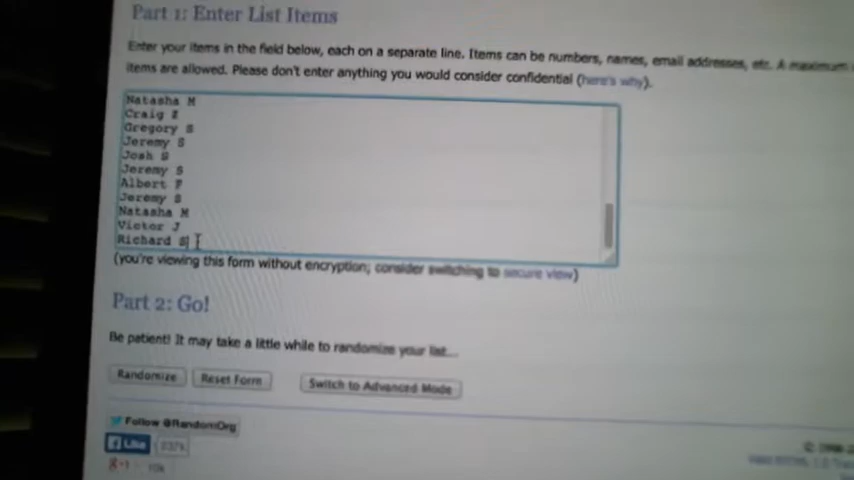 Part 1: Enter List Items
Enter your items in the field below, each on a separate line. Items can be numbers, names, email addresses, etc. A maximum
items are allowed. Please don't enter anything you would consider confidential (here's why).
Natasha M
Craig
Gregory S
Jeremy S
Josh
Jeremy S
Albert F
Jeremy S
Natasha M
Victor J
Richard
(you're viewing this form without encryption; consider switching to secure view)
Part 2: Go!
Be patient! It may take a little while to randomize your list...
Randomize Reset Form Switch to Advanced Mode
Follow @RandomOrg
Like
g+1 10k
©